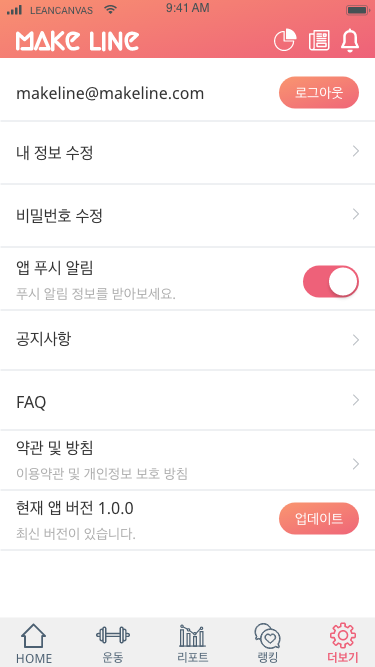 LEANCANVAS
9:41 AM
MAKE LINE
makeline@makeline.com
로그아웃
내 정보 수정
비밀번호 수정
앱 푸시 알림
푸시 알림 정보를 받아보세요.
공지사항
FAQ
약관 및 방침
이용약관 및 개인정보 보호 방침
현재 앱 버전 1.0.0
최신 버전이 있습니다.
업데이트
HOME
운동
리포트
랭킹
더보기